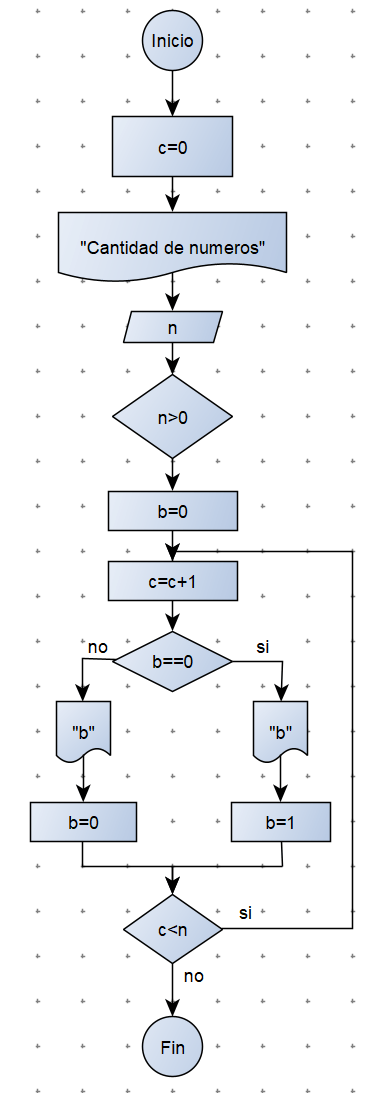 Inicio
c=0
"Cantidad de numeros"
n
n>0
b=0
c=c+1
no
b==0
si
"b"
"b"
b=0
b=1
c<n
si
no
Fin